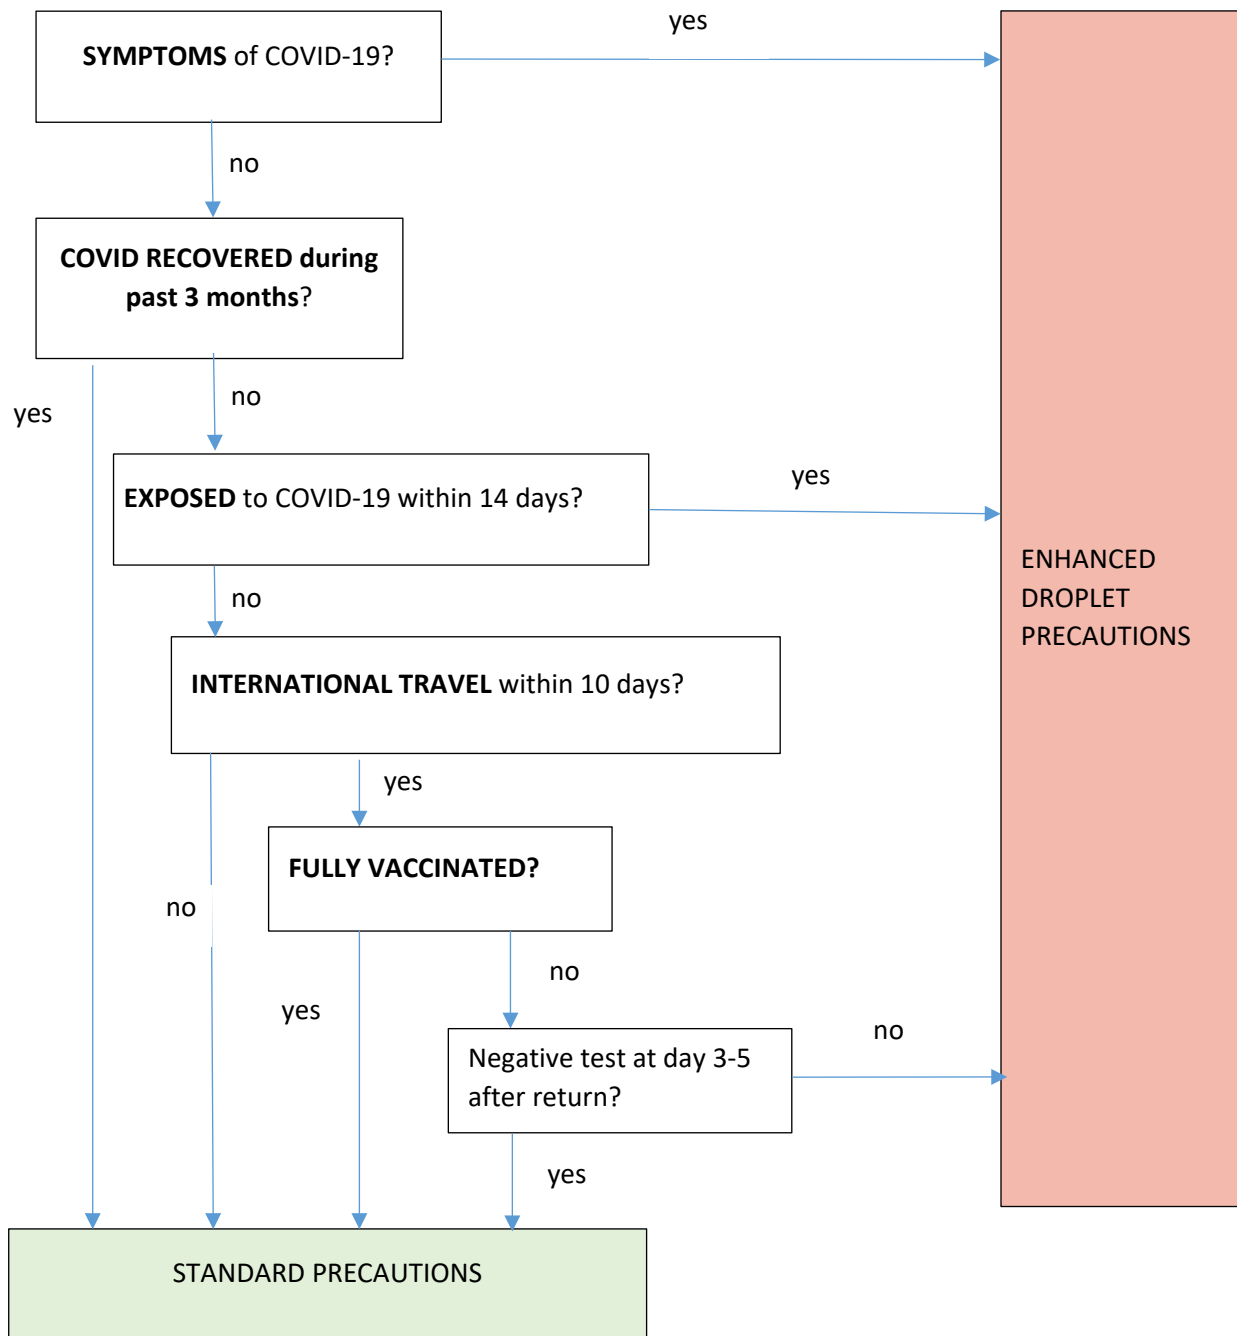 yes
SYMPTOMS of COVID-19?
no
COVID RECOVERED during
past 3 months?
yes
no
EXPOSED to COVID-19 within 14 days?
yes
ENHANCED
DROPLET
PRECAUTIONS
no
INTERNATIONAL TRAVEL within 10 days?
yes
FULLY VACCINATED?
no
no
yes
Negative test at day 3-5
after return?
no
yes
STANDARD PRECAUTIONS